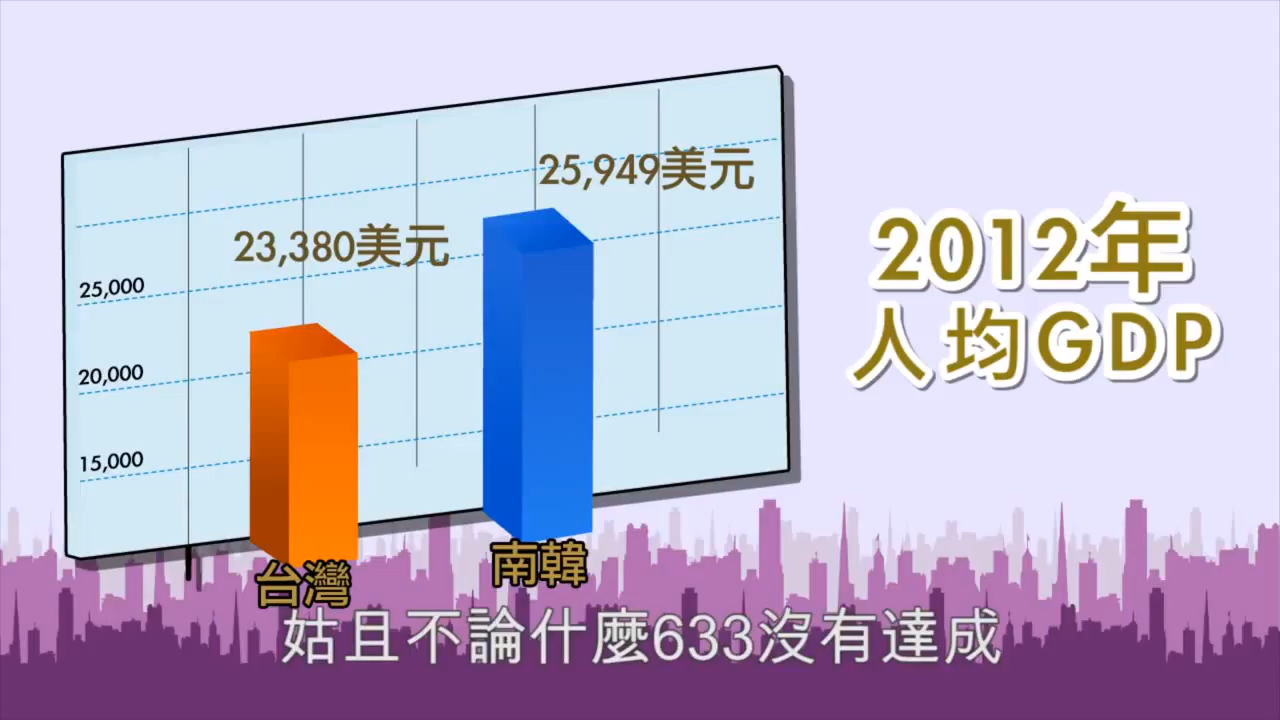 25,949美元
23,380美元
25,000
20,000
15,000
2012年
人均GDP
台灣
南韓
姑且不論什麼633沒有達成